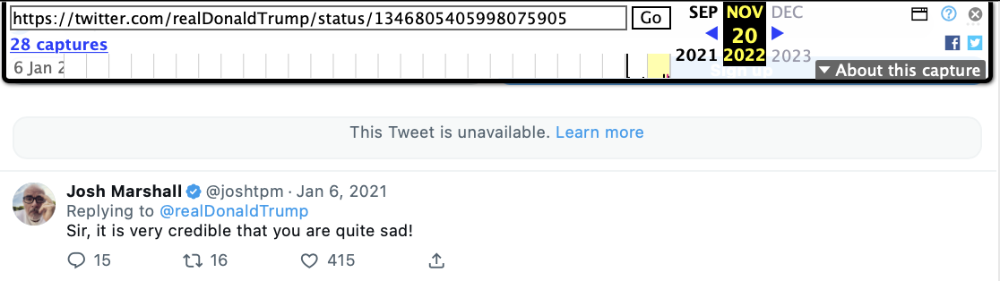 https://twitter.com/realDonaldTrump/status/1346805405998075905 Go SEP NOV DEC
28 captures 20
6 Jan 2 2021 2022 2023
About this capture
This Tweet is unavailable. Learn more
Josh Marshall @joshtpm · Jan 6, 2021
Replying to @realDonaldTrump
Sir, it is very credible that you are quite sad!
15 16 415